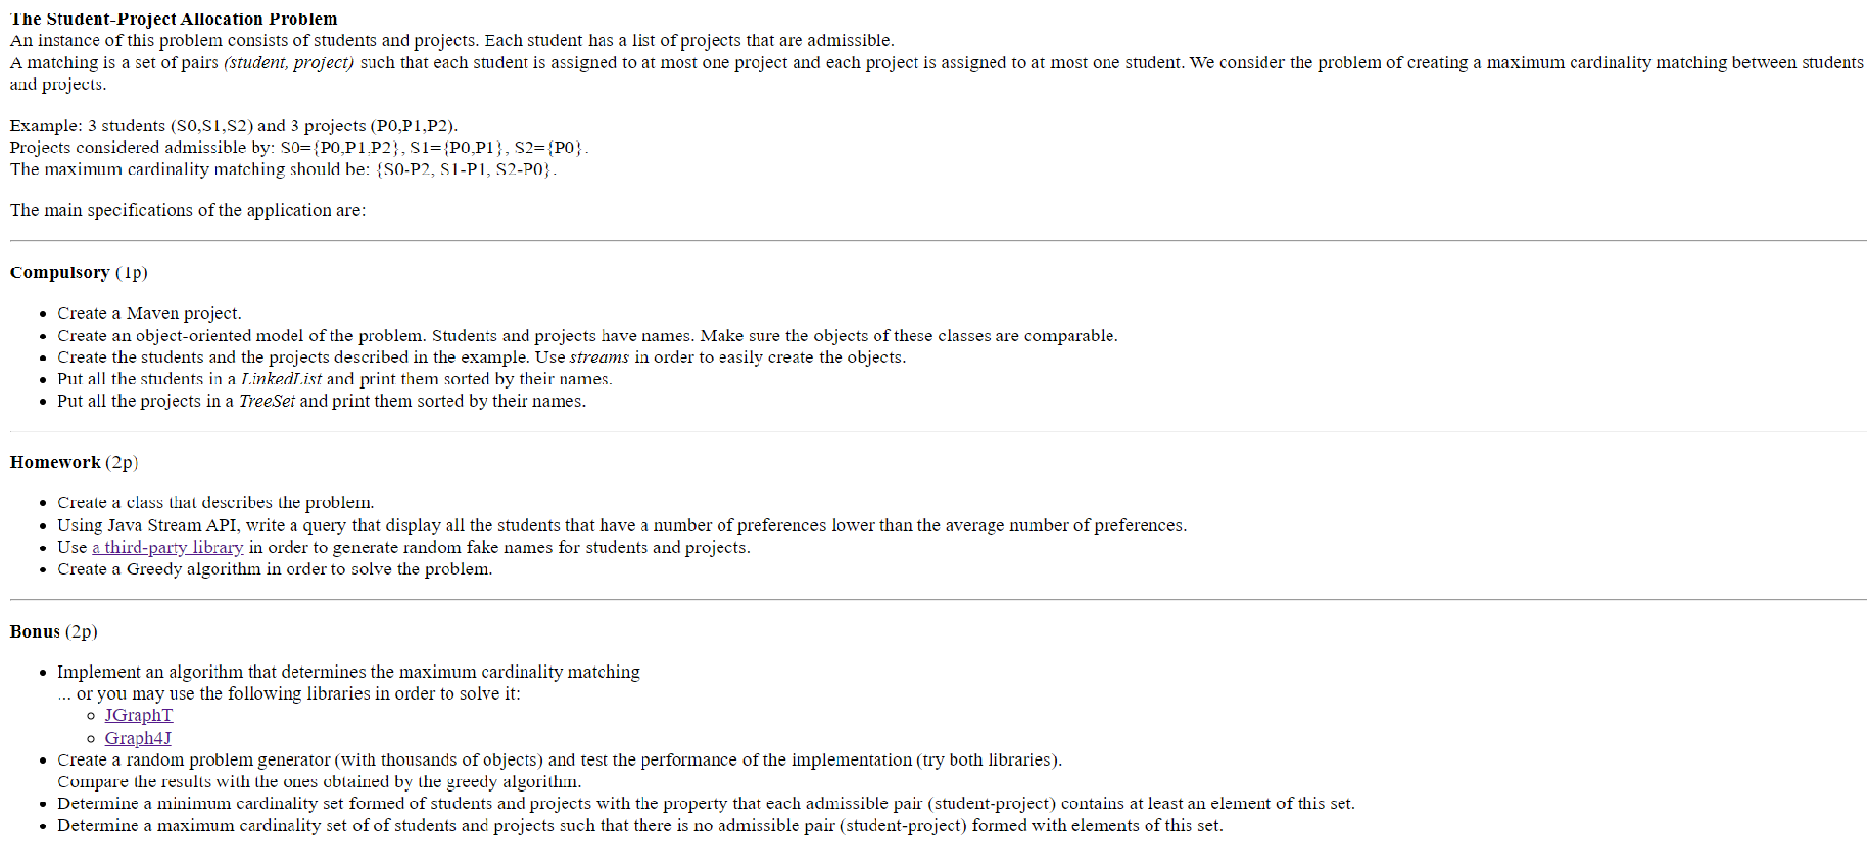 The Student-Project Allocation Problem
An instance of this problem consists of students and projects. Each student has a list of projects that are admissible.
A matching is a set of pairs (student, project) such that each student is assigned to at most one project and each project is assigned to at most one student. We consider the problem of creating a maximum cardinality matching between students
and projects.
Example: 3 students (S0,S1,S2) and 3 projects (P0,P1,P2).
Projects considered admissible by: S0={P0,P1,P2}, S1={P0,P1}, S2={P0}.
The maximum cardinality matching should be: {S0-P2, S1-P1, S2-P0}.
The main specifications of the application are:
Compulsory (1p)
• Create a Maven project.
• Create an object-oriented model of the problem. Students and projects have names. Make sure the objects of these classes are comparable.
• Create the students and the projects described in the example. Use streams in order to easily create the objects.
• Put all the students in a LinkedList and print them sorted by their names.
• Put all the projects in a TreeSet and print them sorted by their names.
Homework (2p)
• Create a class that describes the problem.
• Using Java Stream API, write a query that display all the students that have a number of preferences lower than the average number of preferences.
• Use a third-party library in order to generate random fake names for students and projects.
• Create a Greedy algorithm in order to solve the problem.
Bonus (2p)
• Implement an algorithm that determines the maximum cardinality matching
... or you may use the following libraries in order to solve it:
◦ JGraphT
◦ Graph4J
• Create a random problem generator (with thousands of objects) and test the performance of the implementation (try both libraries).
Compare the results with the ones obtained by the greedy algorithm.
• Determine a minimum cardinality set formed of students and projects with the property that each admissible pair (student-project) contains at least an element of this set.
• Determine a maximum cardinality set of of students and projects such that there is no admissible pair (student-project) formed with elements of this set.